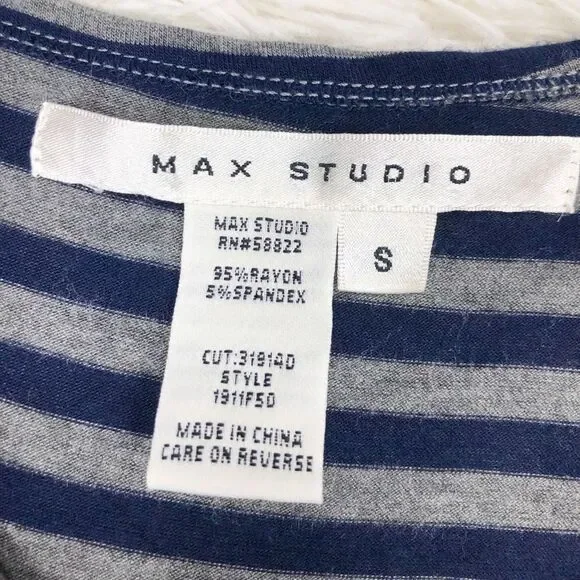 MAX STUDIO
MAX STUDIO
RN#58822
S
95%RAYON
5%SPANDEX
CUT:31914D
STYLE
1911F50
MADE IN CHINA
CARE ON REVERSE